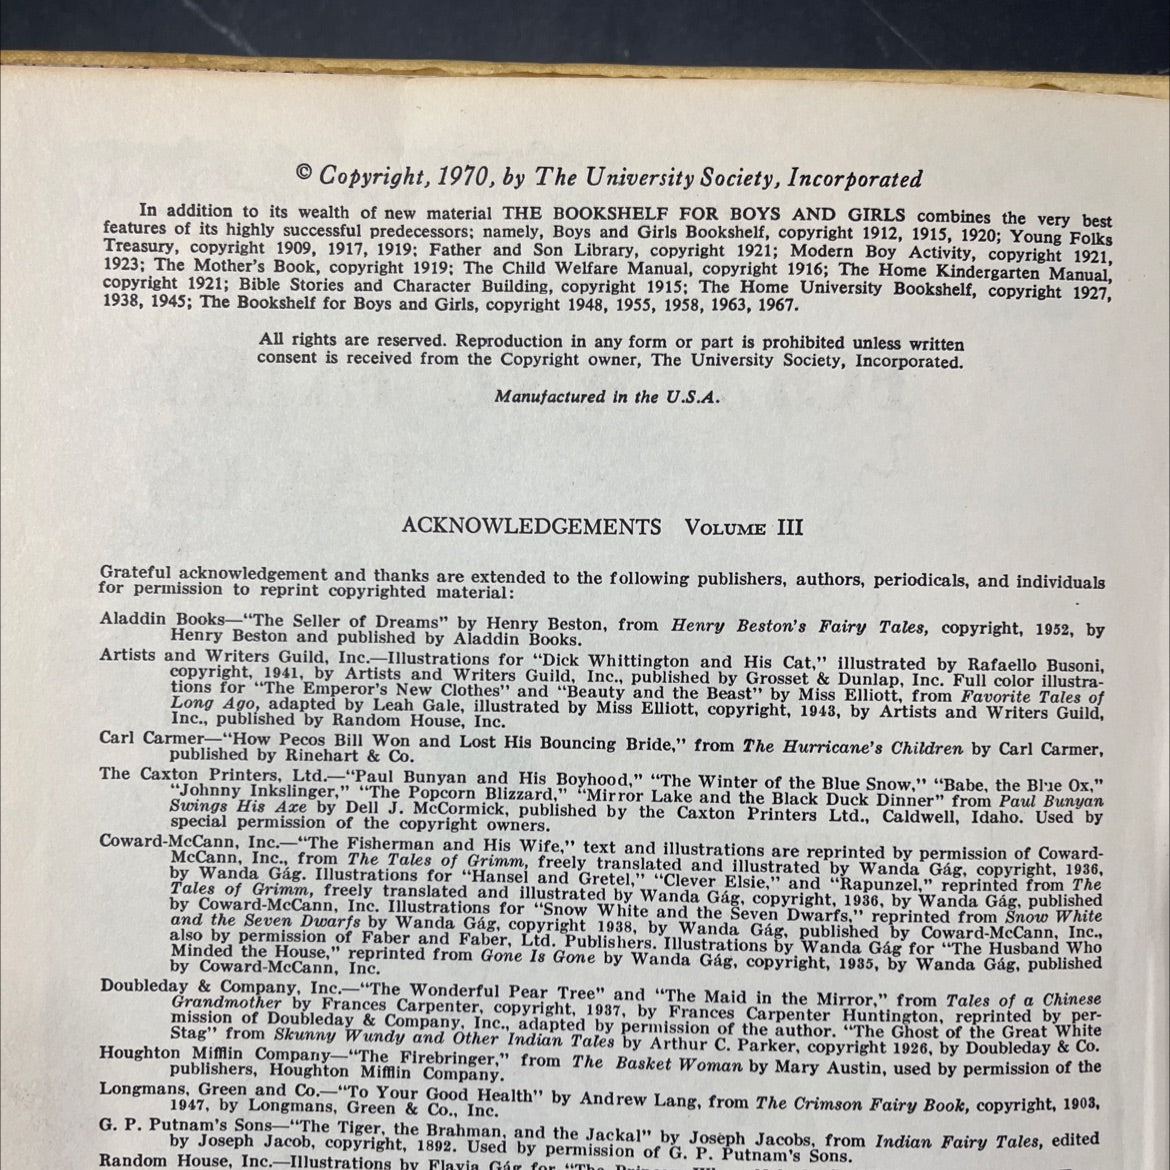 © Copyright, 1970, by The University Society, Incorporated
In addition to its wealth of new material THE BOOKSHELF FOR BOYS AND GIRLS combines the very best
features of its highly successful predecessors; namely, Boys and Girls Bookshelf, copyright 1912, 1915, 1920; Young Folks
Treasury, copyright 1909, 1917, 1919; Father and Son Library, copyright 1921; Modern Boy Activity, copyright 1921,
1923; The Mother's Book, copyright 1919; The Child Welfare Manual, copyright 1916; The Home Kindergarten Manual,
copyright 1921; Bible Stories and Character Building, copyright 1915; The Home University Bookshelf, copyright 1927,
1938, 1945; The Bookshelf for Boys and Girls, copyright 1948, 1955, 1958, 1963, 1967.
All rights are reserved. Reproduction in any form or part is prohibited unless written
consent is received from the Copyright owner, The University Society, Incorporated.
Manufactured in the U.S.A.
ACKNOWLEDGEMENTS VOLUME III
Grateful acknowledgement and thanks are extended to the following publishers, authors, periodicals, and individuals
for permission to reprint copyrighted material:
Aladdin Books—"The Seller of Dreams" by Henry Beston, from Henry Beston's Fairy Tales, copyright, 1952, by
Henry Beston and published by Aladdin Books.
Artists and Writers Guild, Inc.—Illustrations for "Dick Whittington and His Cat," illustrated by Rafaello Busoni,
copyright, 1941, by Artists and Writers Guild, Inc., published by Grosset & Dunlap, Inc. Full color illustra-
tions for "The Emperor's New Clothes" and "Beauty and the Beast" by Miss Elliott, from Favorite Tales of
Long Ago, adapted by Leah Gale, illustrated by Miss Elliott, copyright, 1943, by Artists and Writers Guild,
Inc., published by Random House, Inc.
Carl Carmer—"How Pecos Bill Won and Lost His Bouncing Bride," from The Hurricane's Children by Carl Carmer,
published by Rinehart & Co.
The Caxton Printers, Ltd.—"Paul Bunyan and His Boyhood," "The Winter of the Blue Snow," "Babe, the Blue Ox,"
"Johnny Inkslinger," "The Popcorn Blizzard," "Mirror Lake and the Black Duck Dinner" from Paul Bunyan
Swings His Axe by Dell J. McCormick, published by the Caxton Printers Ltd., Caldwell, Idaho. Used by
special permission of the copyright owners.
Coward-McCann, Inc.—"The Fisherman and His Wife," text and illustrations are reprinted by permission of Coward-
McCann, Inc., from The Tales of Grimm, freely translated and illustrated by Wanda Gág, copyright, 1936,
by Wanda Gág. Illustrations for "Hansel and Gretel," "Clever Elsie," and "Rapunzel," reprinted from The
Tales of Grimm, freely translated and illustrated by Wanda Gág, copyright, 1936, by Wanda Gág, published
by Coward-McCann, Inc. Illustrations for "Snow White and the Seven Dwarfs," reprinted from Snow White
and the Seven Dwarfs by Wanda Gág, copyright 1938, by Wanda Gág, published by Coward-McCann, Inc.,
also by permission of Faber and Faber, Ltd. Publishers. Illustrations by Wanda Gág for "The Husband Who
Minded the House," reprinted from Gone Is Gone by Wanda Gág, copyright, 1935, by Wanda Gág, published
by Coward-McCann, Inc.
Doubleday & Company, Inc.—"The Wonderful Pear Tree" and "The Maid in the Mirror," from Tales of a Chinese
Grandmother by Frances Carpenter, copyright, 1937, by Frances Carpenter Huntington, reprinted by per-
mission of Doubleday & Company, Inc., adapted by permission of the author. "The Ghost of the Great White
Stag" from Skunny Wundy and Other Indian Tales by Arthur C. Parker, copyright 1926, by Doubleday & Co.
Houghton Mifflin Company—"The Firebringer," from The Basket Woman by Mary Austin, used by permission of the
publishers, Houghton Mifflin Company.
Longmans, Green and Co.—"To Your Good Health" by Andrew Lang, from The Crimson Fairy Book, copyright, 1903,
1947, by Longmans, Green & Co., Inc.
G. P. Putnam's Sons—"The Tiger, the Brahman, and the Jackal" by Joseph Jacobs, from Indian Fairy Tales, edited
by Joseph Jacob, copyright, 1892. Used by permission of G. P. Putnam's Sons.
Random House, Inc.—Illustrations by Flavia Gág for "The